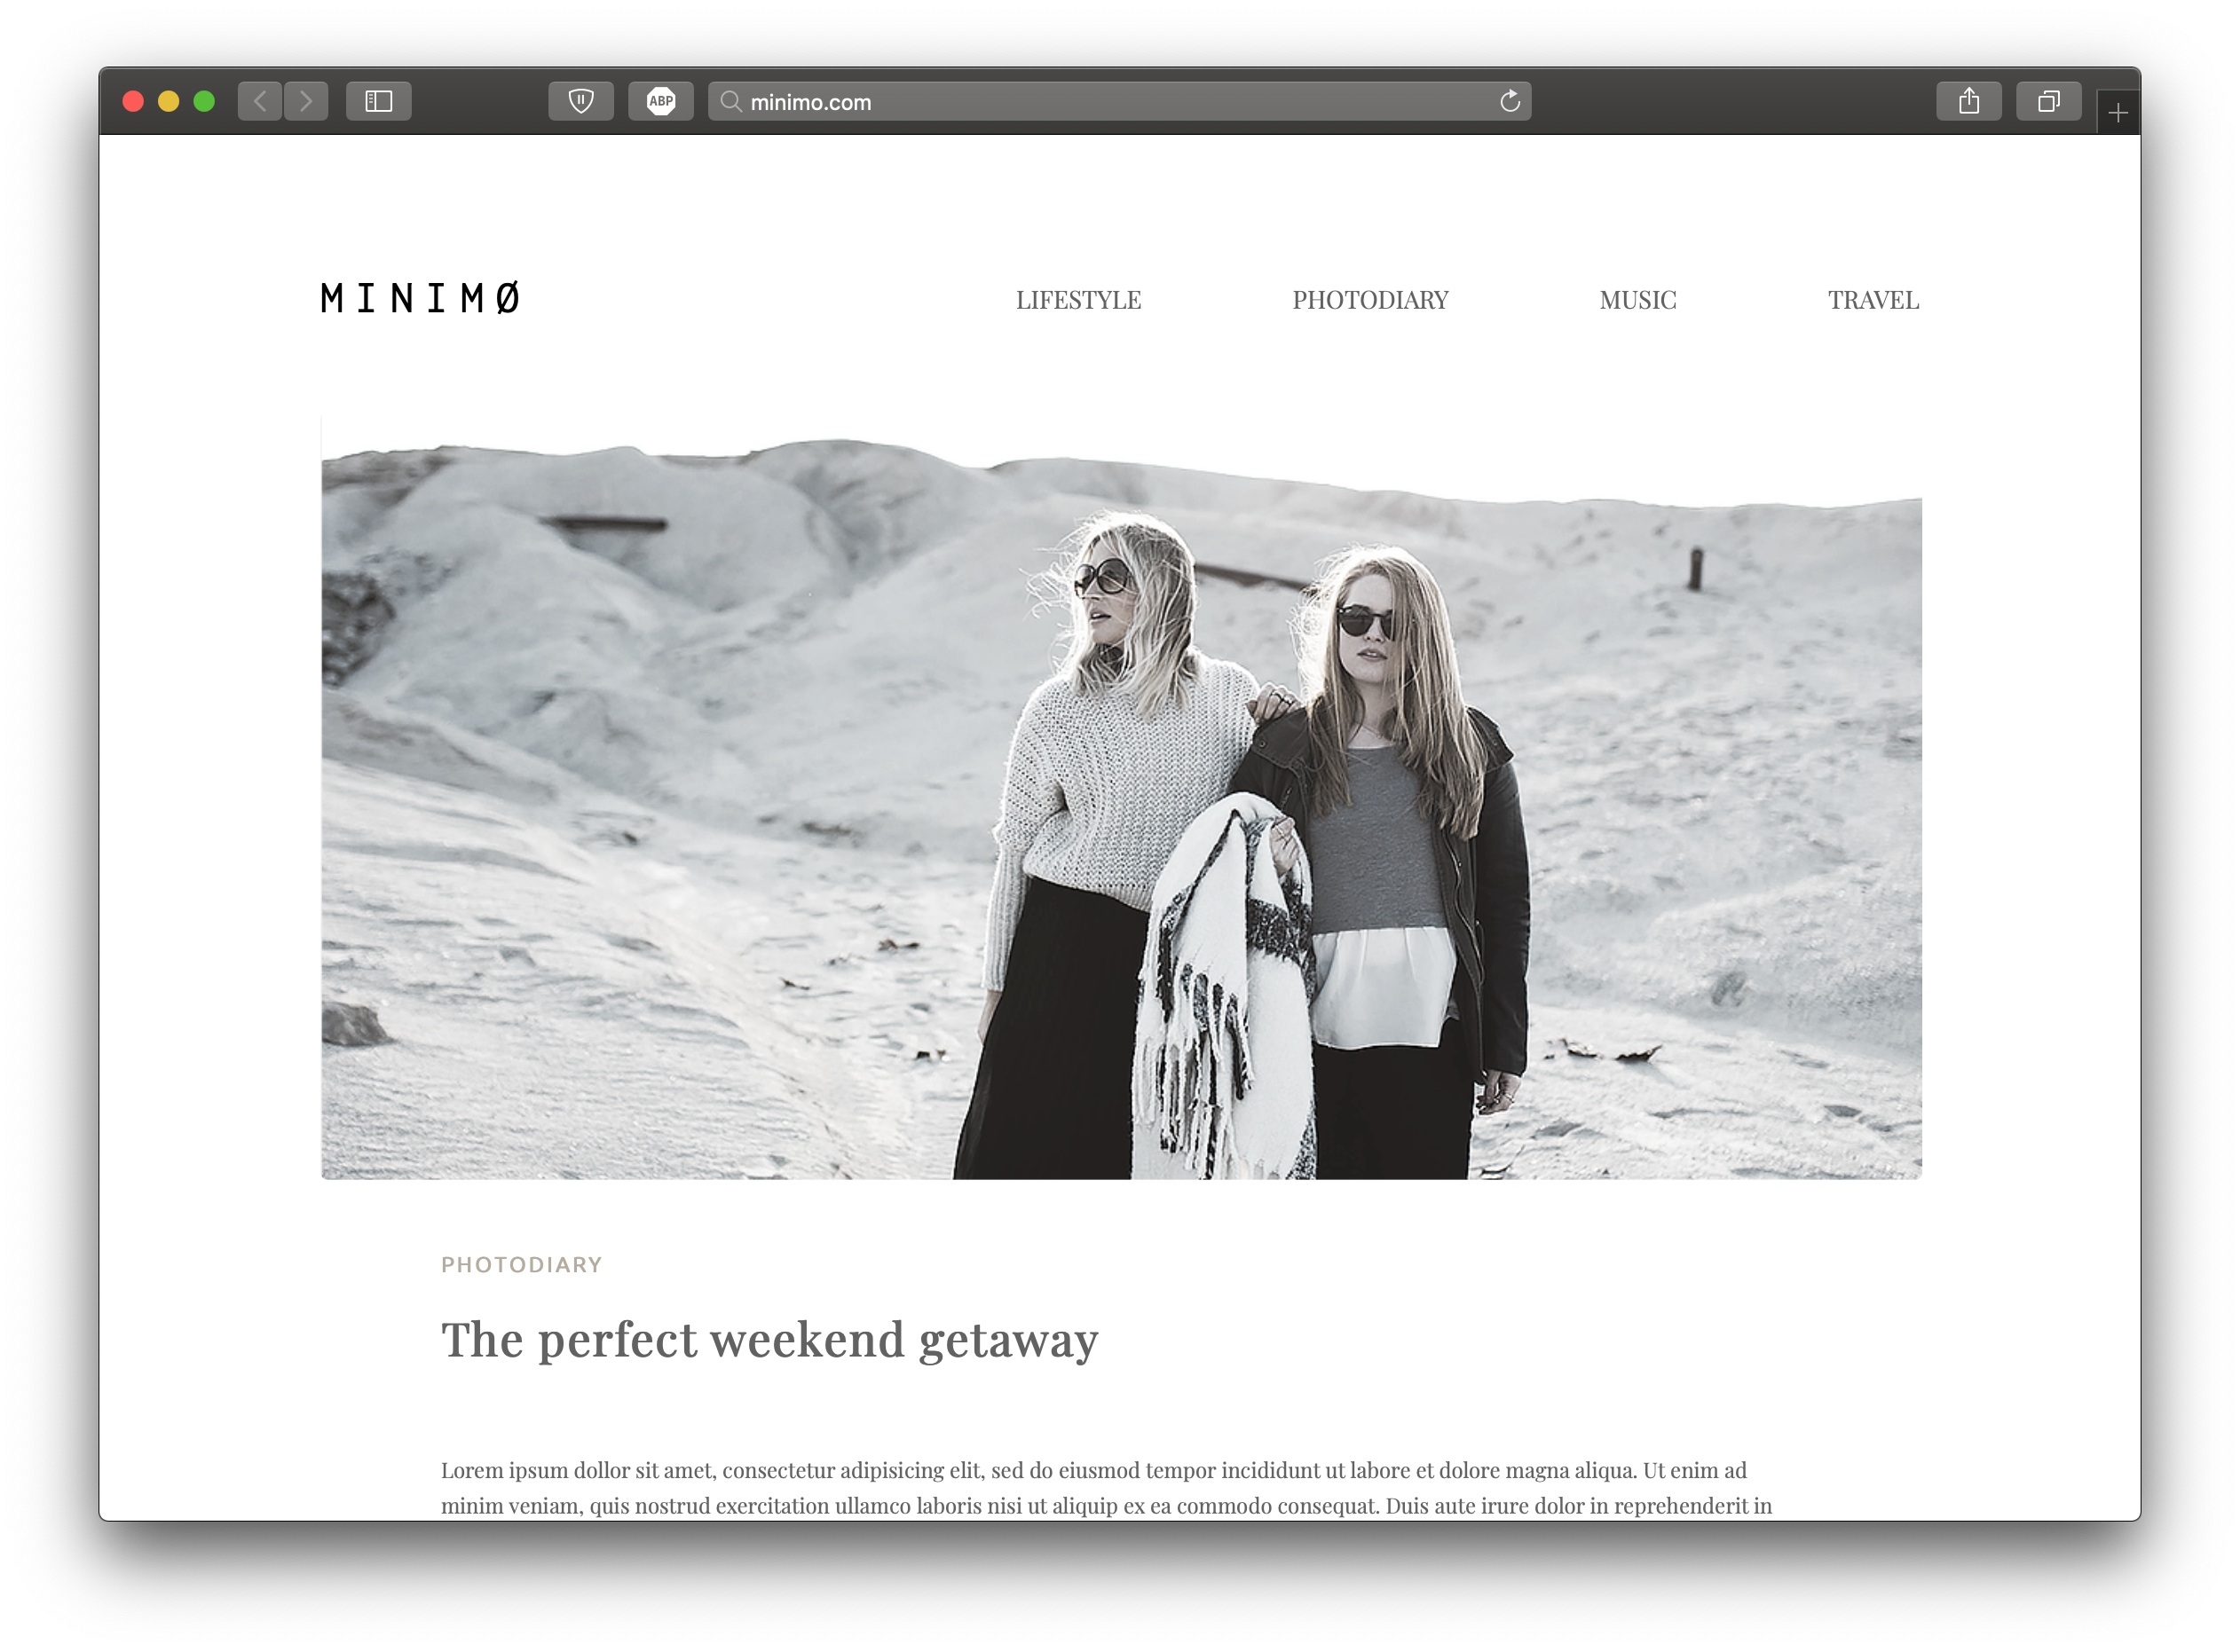 ABP
minimo.com
MINIMØ
LIFESTYLE PHOTODIARY MUSIC TRAVEL
PHOTODIARY
The perfect weekend getaway
Lorem ipsum dollor sit amet, consectetur adipisicing elit, sed do eiusmod tempor incididunt ut labore et dolore magna aliqua. Ut enim ad
minim veniam, quis nostrud exercitation ullamco laboris nisi ut aliquip ex ea commodo consequat. Duis aute irure dolor in reprehenderit in